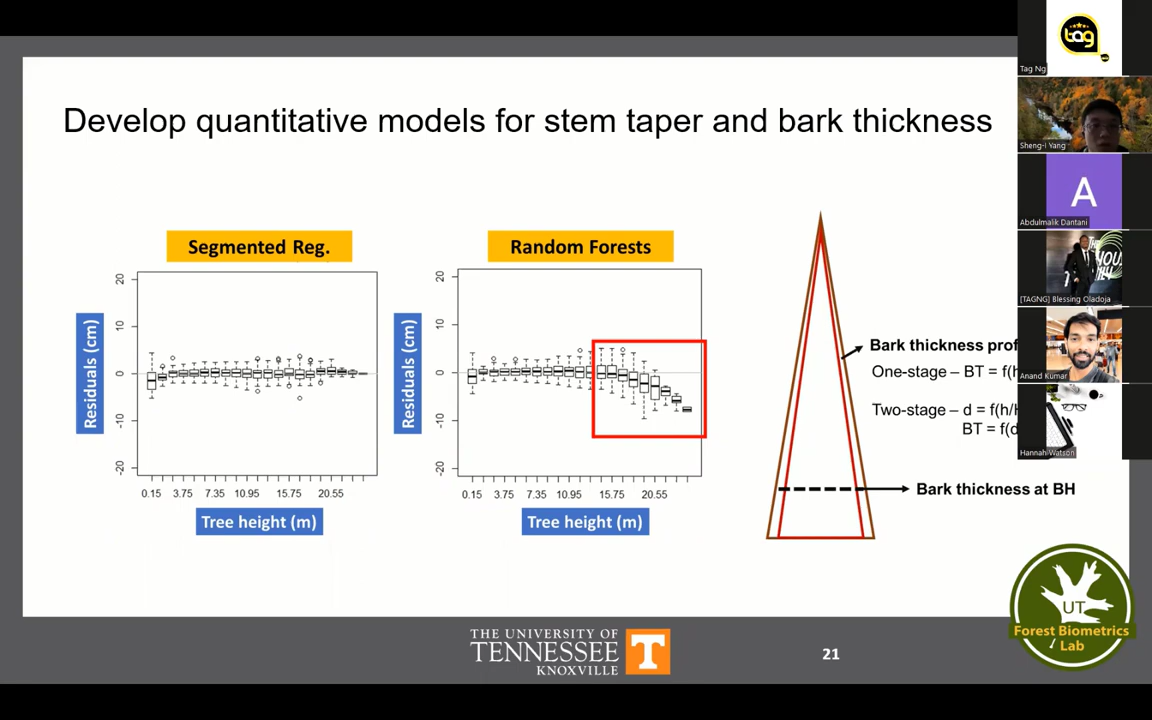 Develop quantitative models for stem taper and bark thickness
Segmented Reg.
Residuals (cm)
20
10
0
-10
-20
0.15 3.75 7.35 10.95 15.75 20.55
Tree height (m)
Random Forests
Residuals (cm)
20
10
0
-10
-20
0.15 3.75 7.35 10.95 15.75 20.55
Tree height (m)
Bark thickness prof
One-stage – BT = f(h
Two-stage – d = f(h/
BT = f(d
Bark thickness at BH
THE UNIVERSITY OF
TENNESSEE
KNOXVILLE
T
21
UT
Forest Biometrics
Lab
tag
Tag Ng
Sheng-I Yang
A
Abdulmalik Dantani
[TAGNG] Blessing Oladoja
Anand Kumar
Hannah Watson